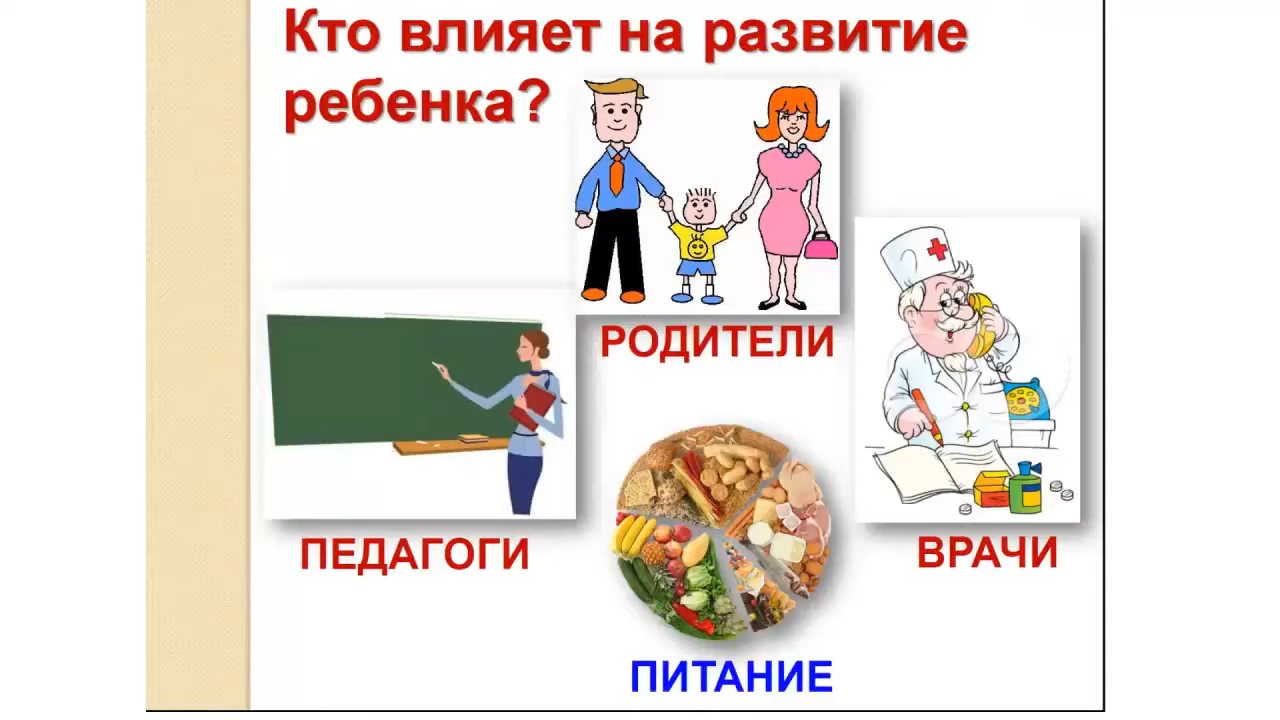 Кто влияет на развитие
ребенка?
РОДИТЕЛИ
ПЕДАГОГИ
ВРАЧИ
ПИТАНИЕ